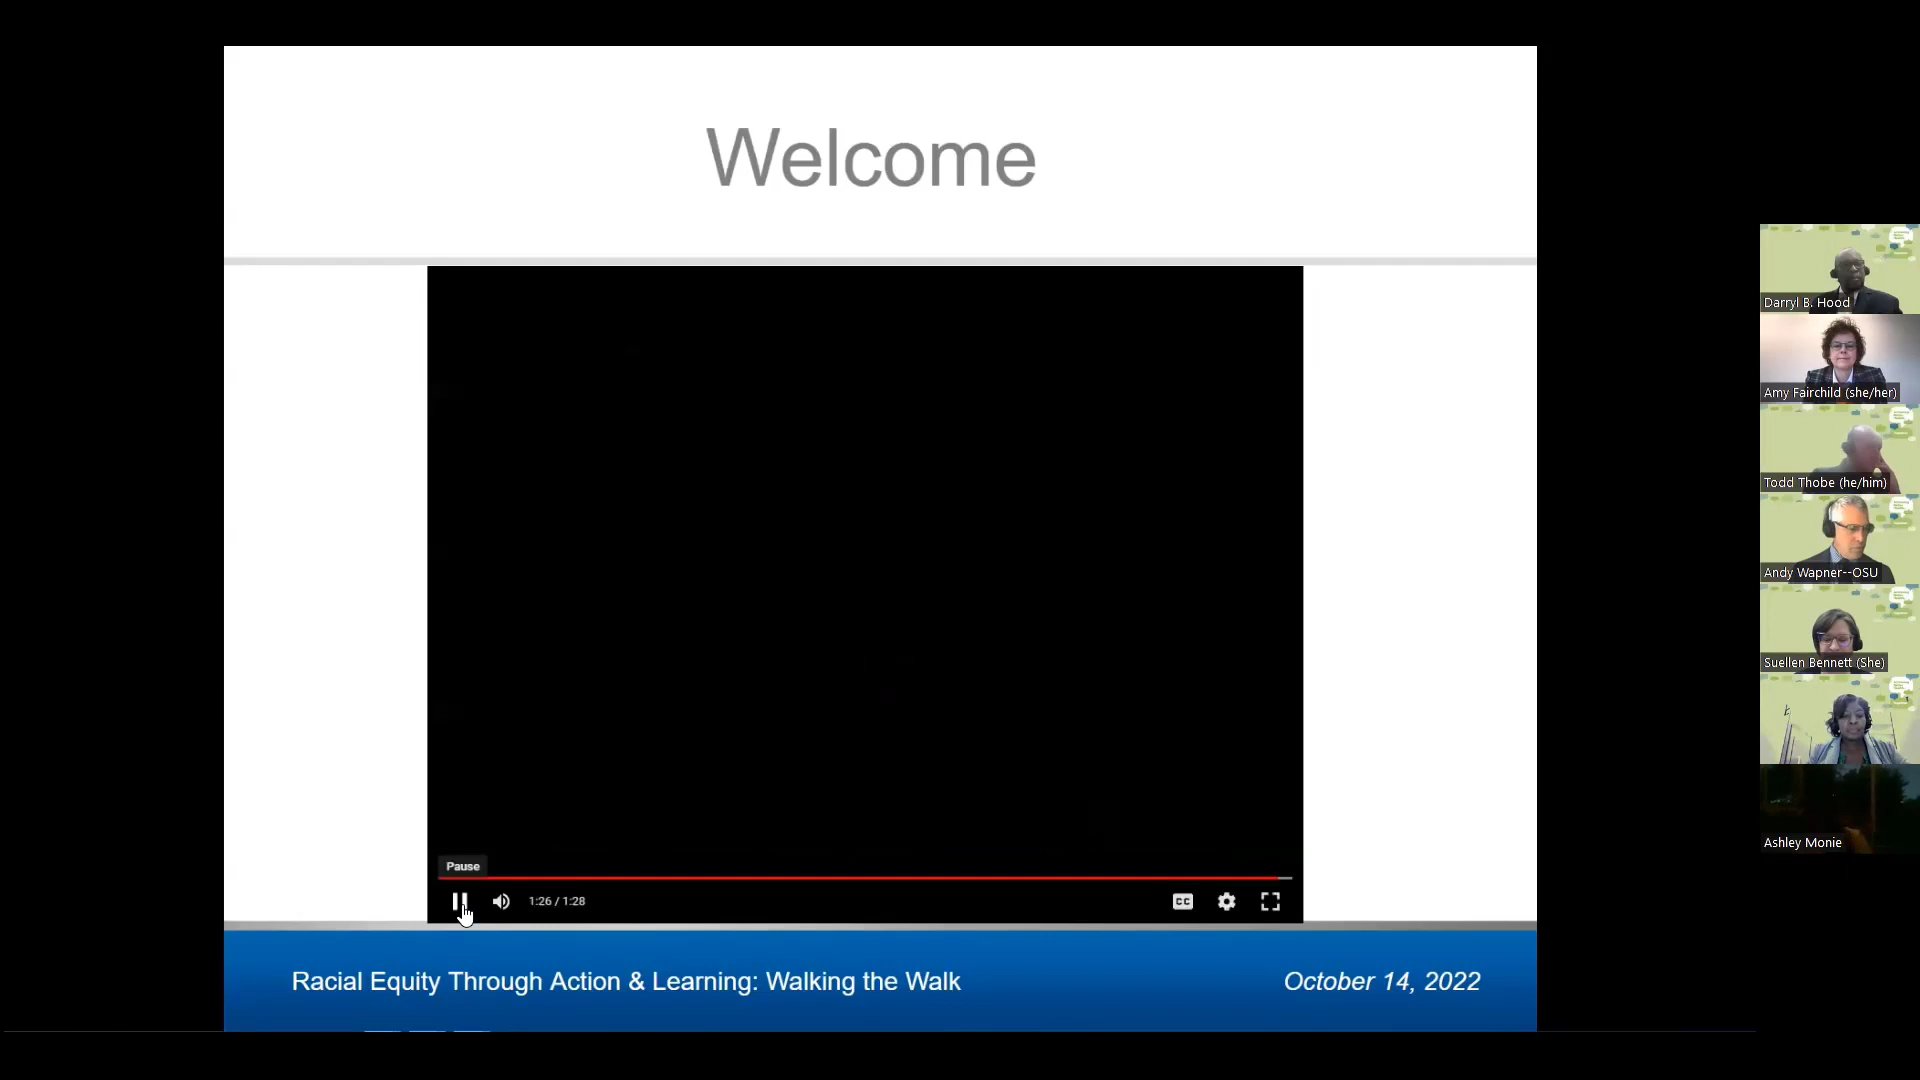 Welcome
Pause
1:26 / 1:28
CC
Racial Equity Through Action & Learning: Walking the Walk
October 14, 2022
Darryl B. Hood
Amy Fairchild (she/her)
Todd Thobe (he/him)
Andy Wapner--OSU
Suellen Bennett (She)
Ashley Monie